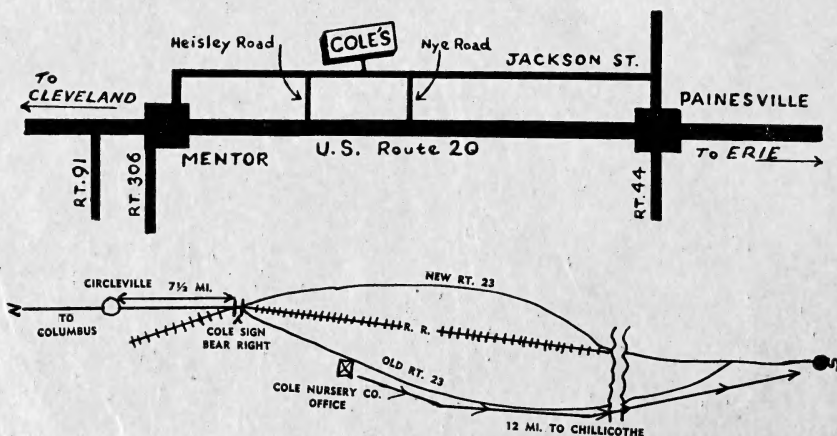 Heisley Road
COLE'S
Nye Road
JACKSON ST.
TO
CLEVELAND
PAINESVILLE
MENTOR
U.S. Route 20
TO ERIE
RT. 91
RT. 306
RT. 44
CIRCLEVILLE
7½ MI.
NEW RT. 23
N
TO
COLUMBUS
COLE SIGN
BEAR RIGHT
R. R.
OLD RT. 23
S
COLE NURSERY CO.
OFFICE
12 MI. TO CHILLICOTHE